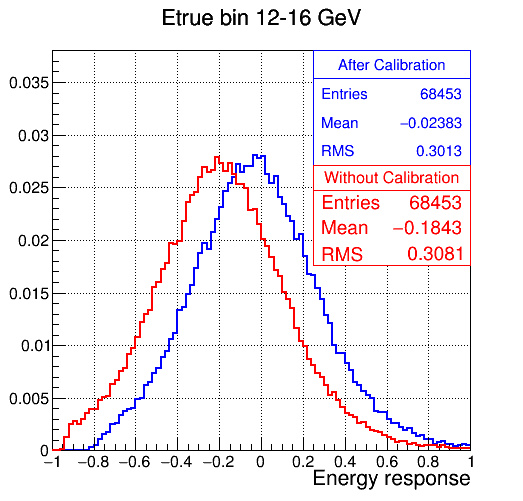 Etrue bin 12-16 GeV
After Calibration
Entries 68453
Mean −0.02383
RMS 0.3013
Without Calibration
Entries 68453
Mean −0.1843
RMS 0.3081
0.035
0.03
0.025
0.02
0.015
0.01
0.005
0
−1 −0.8 −0.6 −0.4 −0.2 0 0.2 0.4 0.6 0.8 1
Energy response